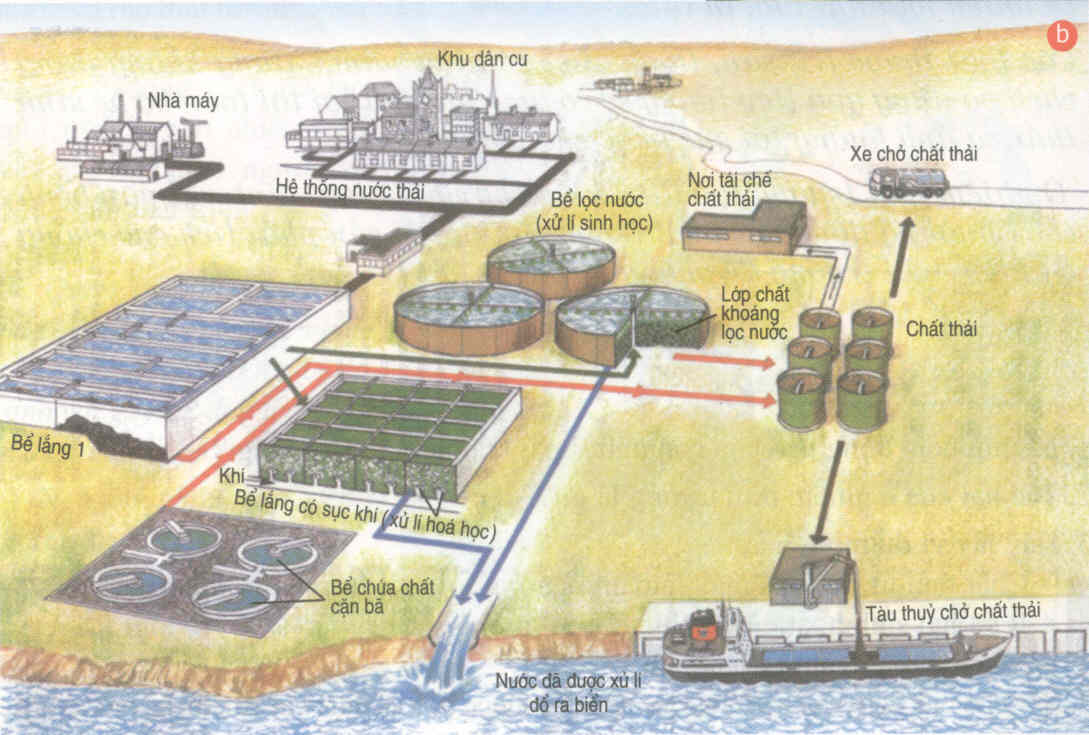 b
Khu dân cư
Nhà máy
Xe chở chất thải
Hệ thống nước thải
Nơi tái chế
chất thải
Bể lọc nước
(xử lí sinh học)
Lớp chất
khoáng
lọc nước
Chất thải
Bể lắng 1
Khí
Bể lắng có sục khí (xử lí hoá học)
Bể chứa chất
cặn bã
Tàu thuỷ chở chất thải
Nước đã được xử lí
đổ ra biển